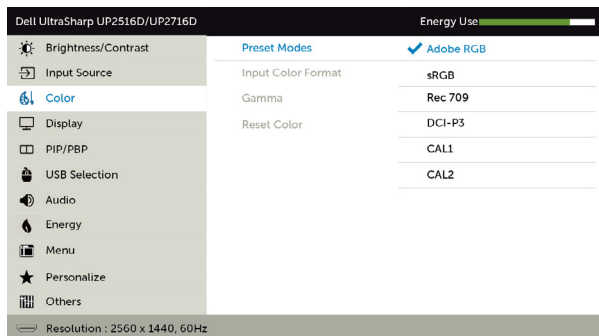 Dell UltraSharp UP2516D/UP2716D Energy Use
Brightness/Contrast Preset Modes Adobe RGB
Input Source Input Color Format sRGB
Color Gamma Rec 709
Display Reset Color DCI-P3
PIP/PBP CAL1
USB Selection CAL2
Audio
Energy
Menu
Personalize
Others
Resolution : 2560 x 1440, 60Hz